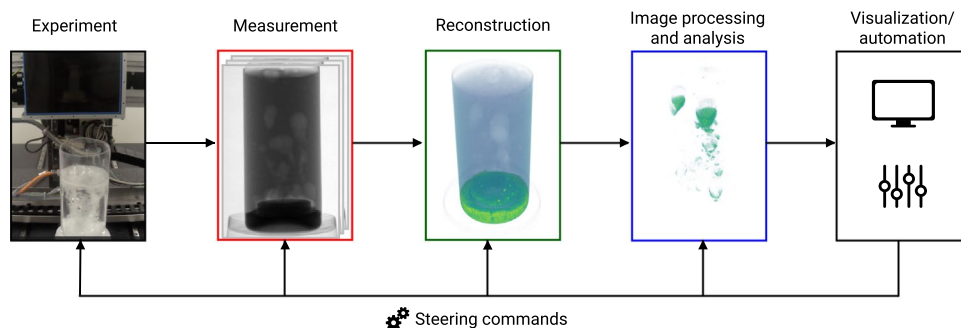 Experiment
Measurement
Reconstruction
Image processing
and analysis
Visualization/
automation
Steering commands